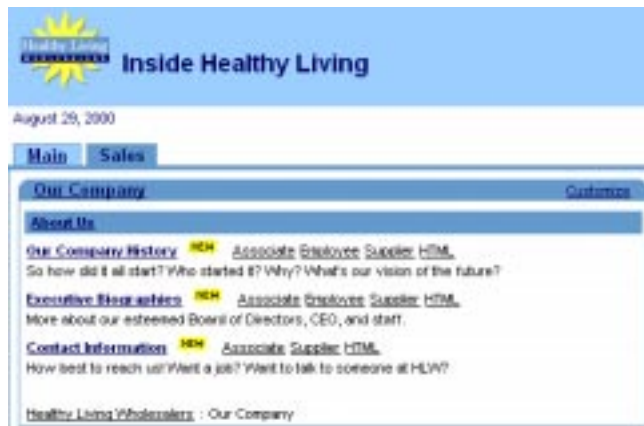 Healthy Living
Inside Healthy Living
August 29, 2000
Main Sales
Our Company Customize
About Us
Our Company History NEW Associate Employee Supplier HTML
So how did it all start? Who started it? Why? What's our vision of the future?
Executive Biographies NEW Associate Employee Supplier HTML
More about our esteemed Board of Directors, CEO, and staff.
Contact Information NEW Associate Supplier HTML
How best to reach us! Want a job? Want to talk to someone at HLW?
Healthy Living Wholesalers : Our Company